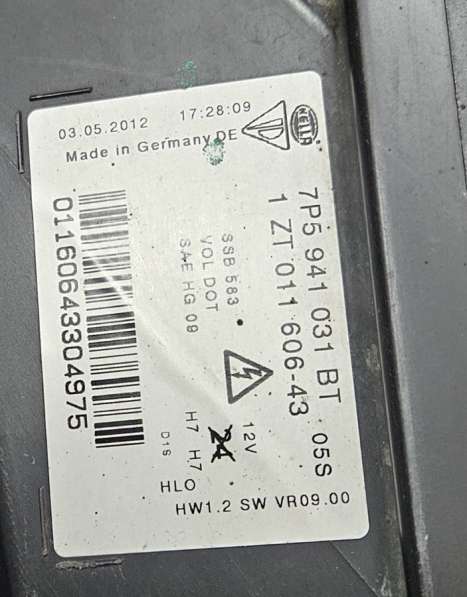 03.05.2012 17:28:09
Made in Germany DE
HELLA
7P5 941 031 BT 05S
1 ZT 011 606-43
SSB 583
VOL DOT
SAE HG 08
12V
24
H7 H7
D1S
HLO
HW1.2 SW VR09.00
01160643304975